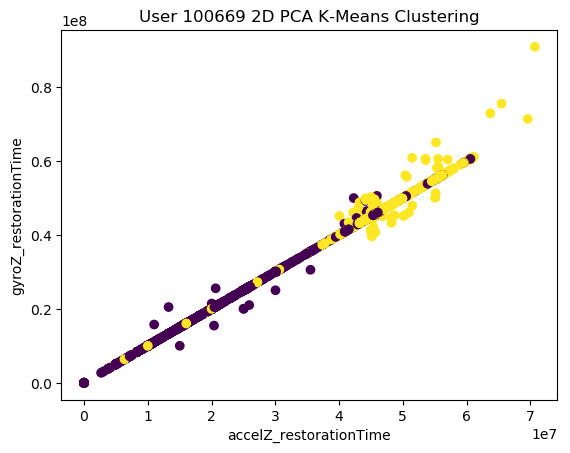 User 100669 2D PCA K-Means Clustering
1e8
0.8
0.6
0.4
0.2
0.0
gyroZ_restorationTime
0 1 2 3 4 5 6 7
1e7
accelZ_restorationTime